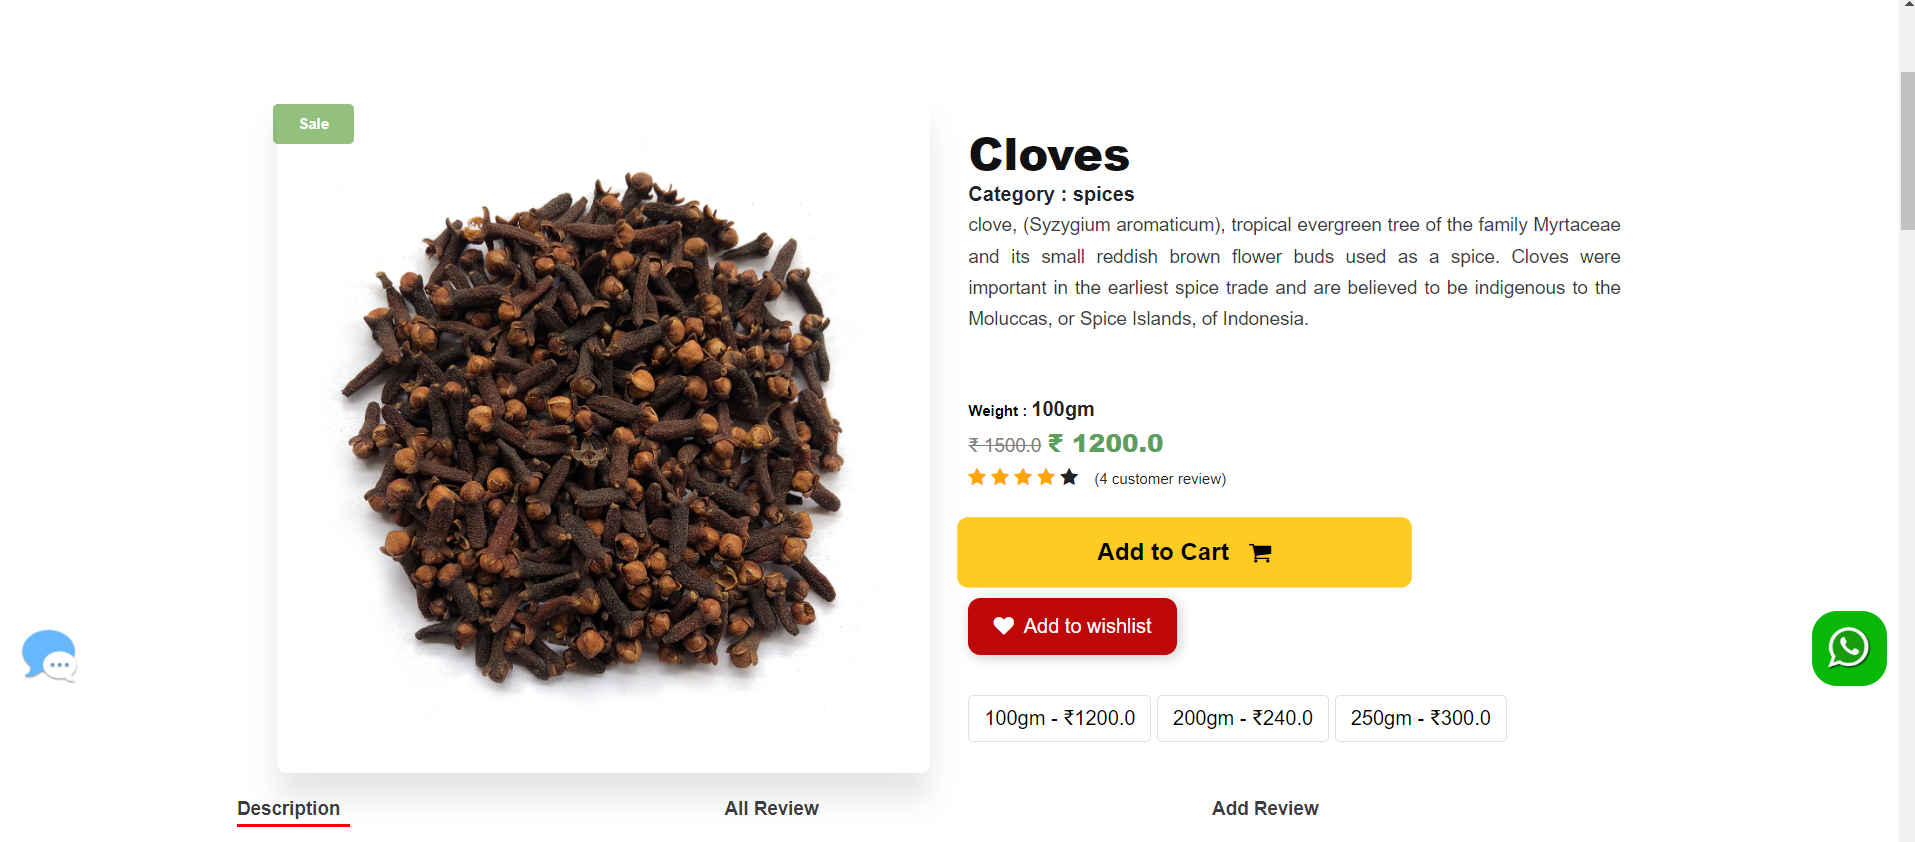 Sale
Cloves
Category : spices
clove, (Syzygium aromaticum), tropical evergreen tree of the family Myrtaceae
and its small reddish brown flower buds used as a spice. Cloves were
important in the earliest spice trade and are believed to be indigenous to the
Moluccas, or Spice Islands, of Indonesia.
Weight : 100gm
₹ 1500.0 ₹ 1200.0
(4 customer review)
Add to Cart
Add to wishlist
100gm - ₹1200.0 200gm - ₹240.0 250gm - ₹300.0
Description All Review Add Review